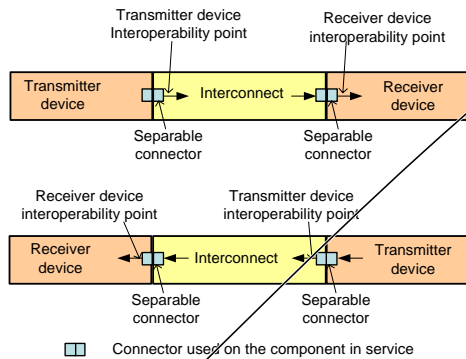 Transmitter device
Interoperability point
Receiver device
interoperability point
Transmitter
device
Interconnect
Receiver
device
Separable
connector
Separable
connector
Receiver device
interoperability point
Transmitter device
interoperability point
Receiver
device
Interconnect
Transmitter
device
Separable
connector
Separable
connector
Connector used on the component in service